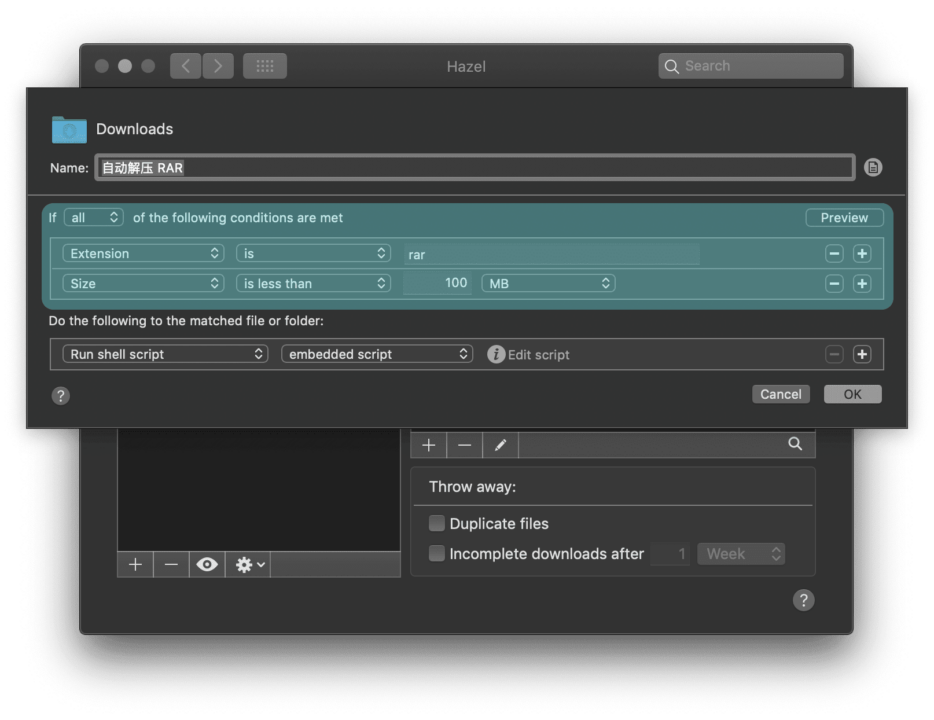 Hazel
Search
Downloads
Name: 自动解压 RAR
If all of the following conditions are met Preview
Extension is rar
Size is less than 100 MB
Do the following to the matched file or folder:
Run shell script embedded script i Edit script
? Cancel OK
Throw away:
Duplicate files
Incomplete downloads after 1 Week
?